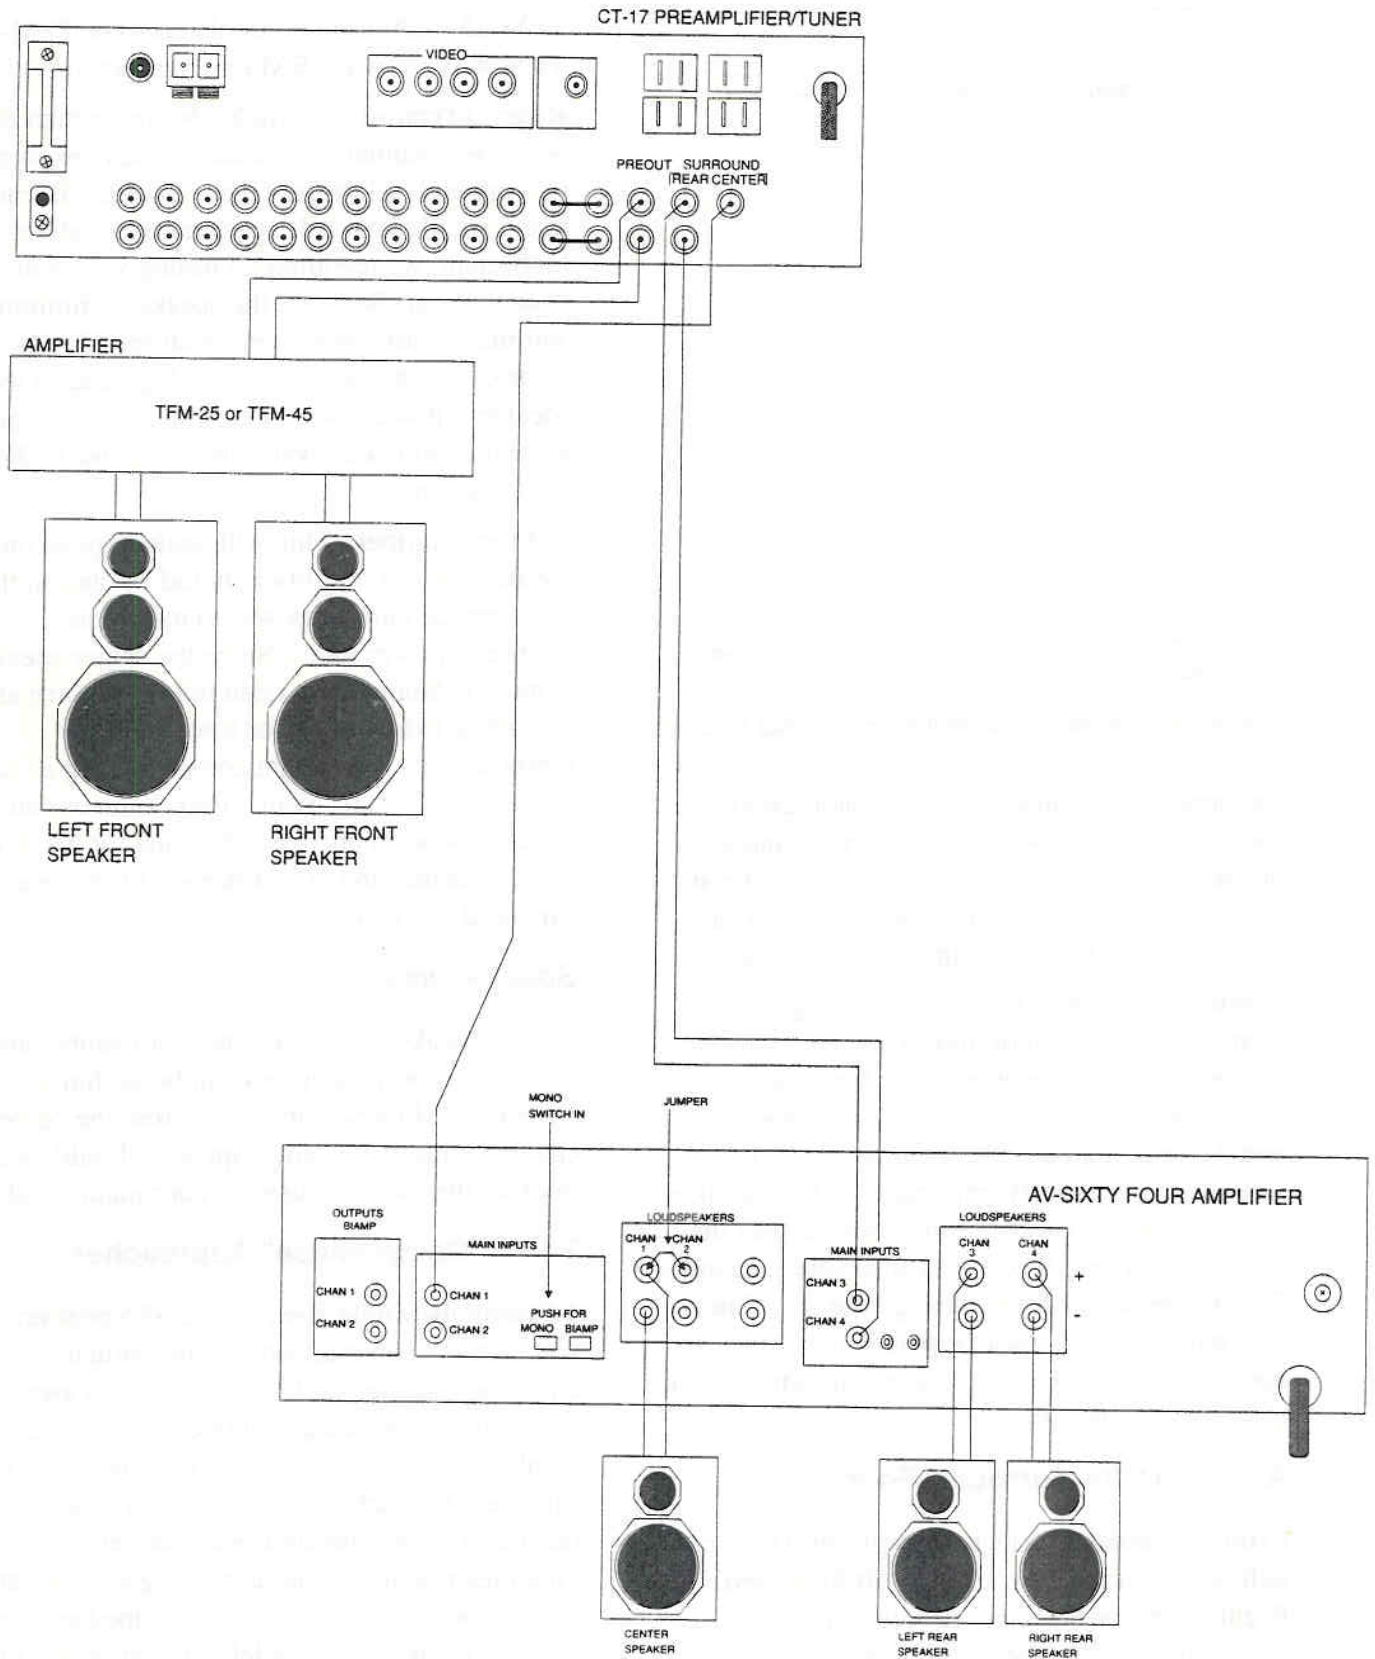 CT-17 PREAMPLIFIER/TUNER
VIDEO
PREOUT SURROUND
REAR CENTER
AMPLIFIER
TFM-25 or TFM-45
LEFT FRONT
SPEAKER
RIGHT FRONT
SPEAKER
MONO
SWITCH IN
JUMPER
AV-SIXTY FOUR AMPLIFIER
OUTPUTS
BIAMP
CHAN 1
CHAN 2
MAIN INPUTS
CHAN 1
CHAN 2
PUSH FOR
MONO BIAMP
LOUDSPEAKERS
CHAN
1
CHAN
2
MAIN INPUTS
CHAN 3
CHAN 4
LOUDSPEAKERS
CHAN
3
CHAN
4
+
-
CENTER
SPEAKER
LEFT REAR
SPEAKER
RIGHT REAR
SPEAKER